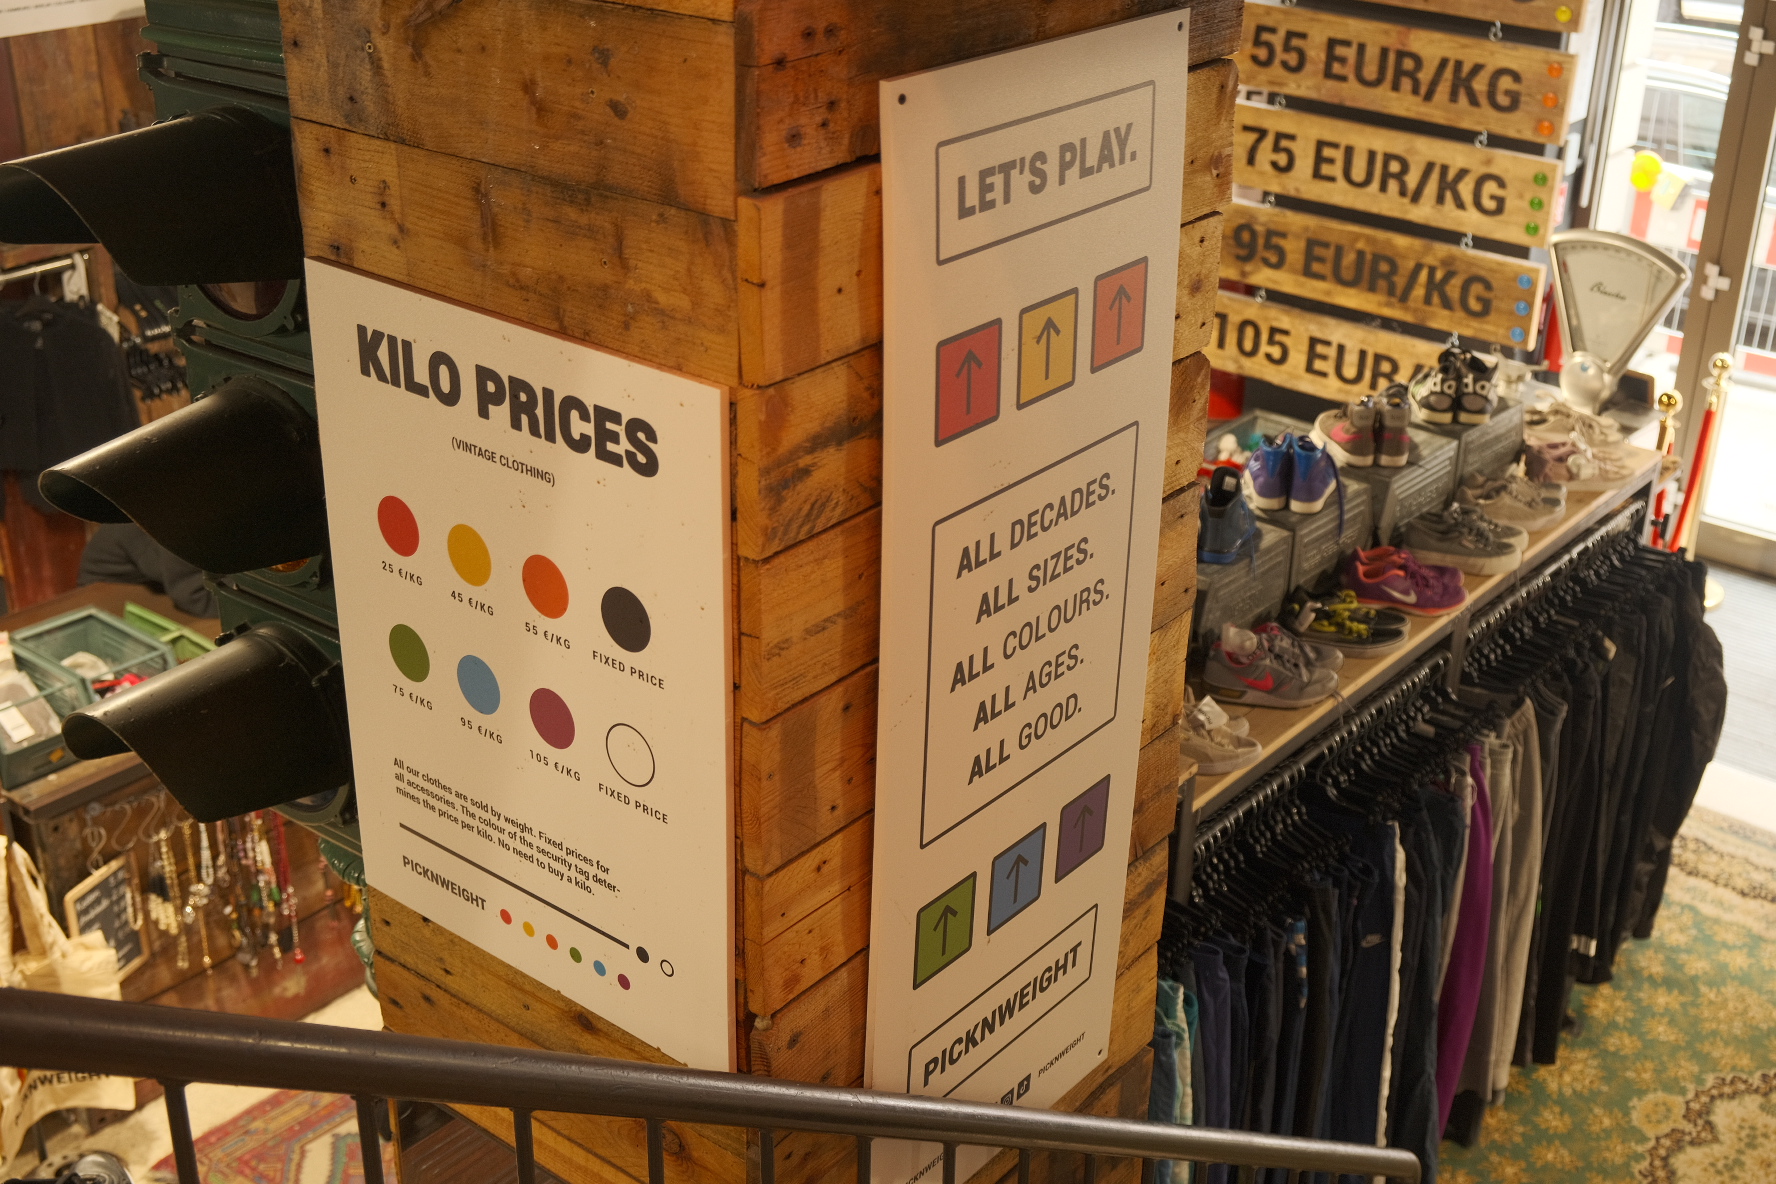 KILO PRICES
(VINTAGE CLOTHING)
25 €/KG
45 €/KG
55 €/KG
FIXED PRICE
75 €/KG
95 €/KG
105 €/KG
FIXED PRICE
All our clothes are sold by weight. Fixed prices for
all accessories. The colour of the security tag deter-
mines the price per kilo. No need to buy a kilo.
PICKNWEIGHT
LET'S PLAY.
ALL DECADES.
ALL SIZES.
ALL COLOURS.
ALL AGES.
ALL GOOD.
PICKNWEIGHT
PICKNWEIGHT
55 EUR/KG
75 EUR/KG
95 EUR/KG
105 EUR/